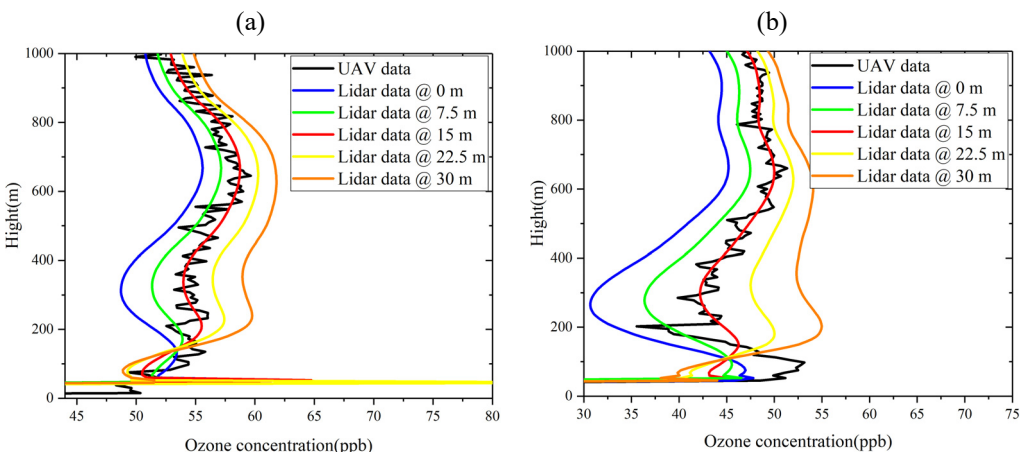 (a)
1000
800
600
400
200
0
Hight(m)
UAV data
Lidar data @ 0 m
Lidar data @ 7.5 m
Lidar data @ 15 m
Lidar data @ 22.5 m
Lidar data @ 30 m
45 50 55 60 65 70 75 80
Ozone concentration(ppb)
(b)
1000
800
600
400
200
0
Hight(m)
UAV data
Lidar data @ 0 m
Lidar data @ 7.5 m
Lidar data @ 15 m
Lidar data @ 22.5 m
Lidar data @ 30 m
30 35 40 45 50 55 60 65 70 75
Ozone concentration(ppb)